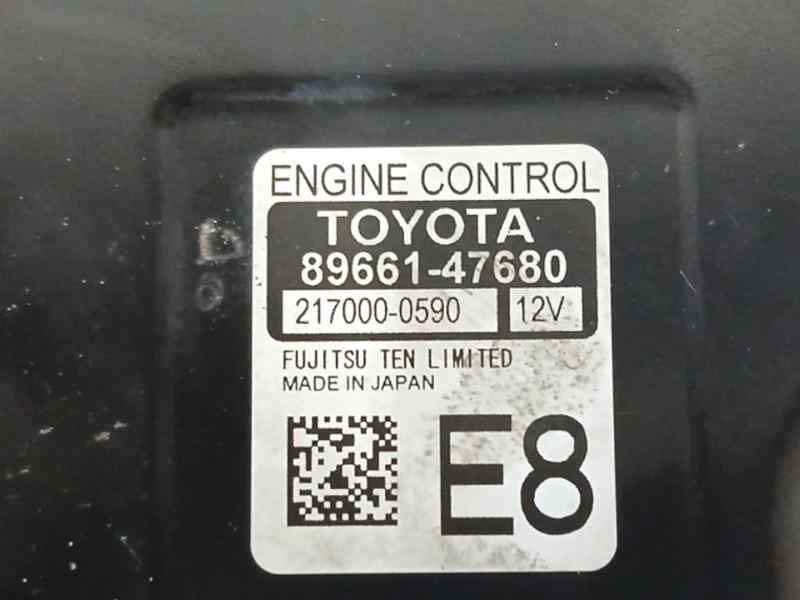 ENGINE CONTROL
TOYOTA
89661-47680
217000-0590 12V
FUJITSU TEN LIMITED
MADE IN JAPAN
E8